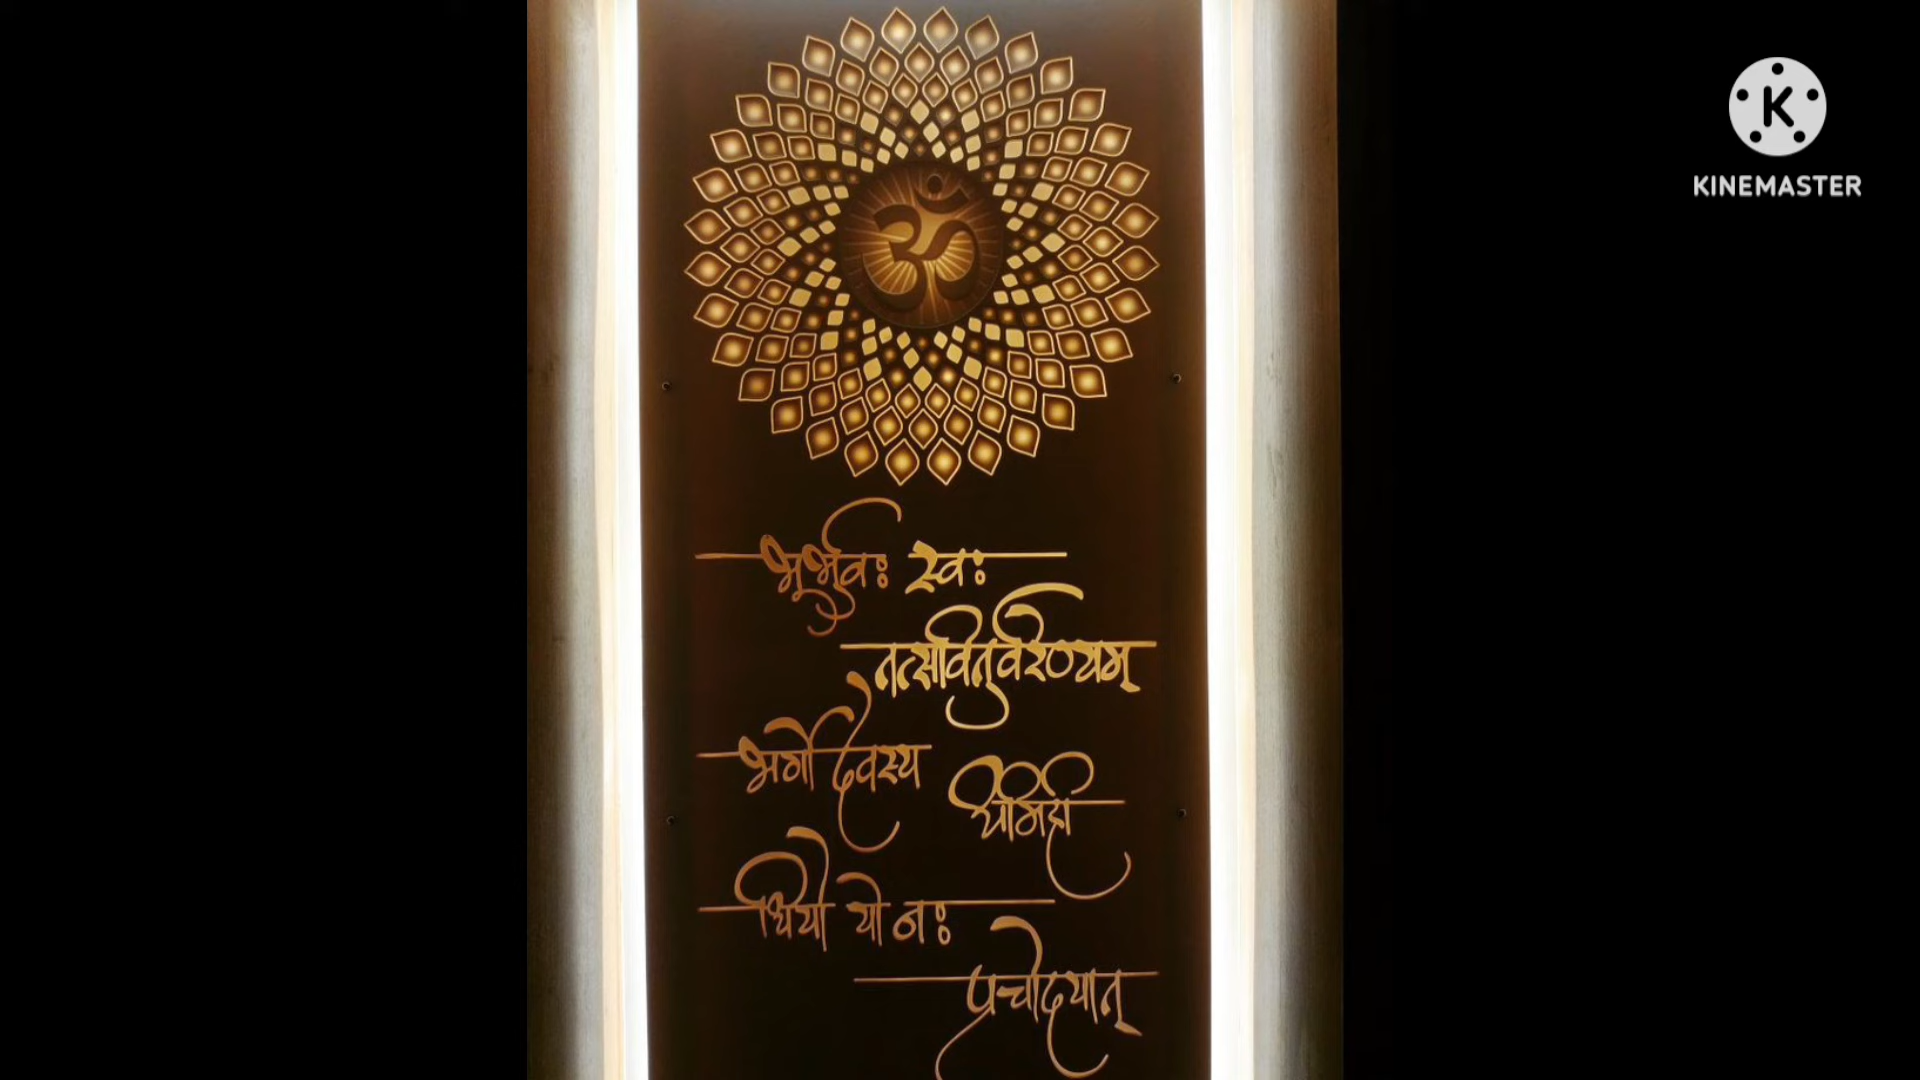 ॐ
भूर्भुवः स्वः
तत्सवितुर्वरेण्यम्
भर्गो देवस्य
धीमही
धियो यो नः
प्रचोदयात्
K
KINEMASTER